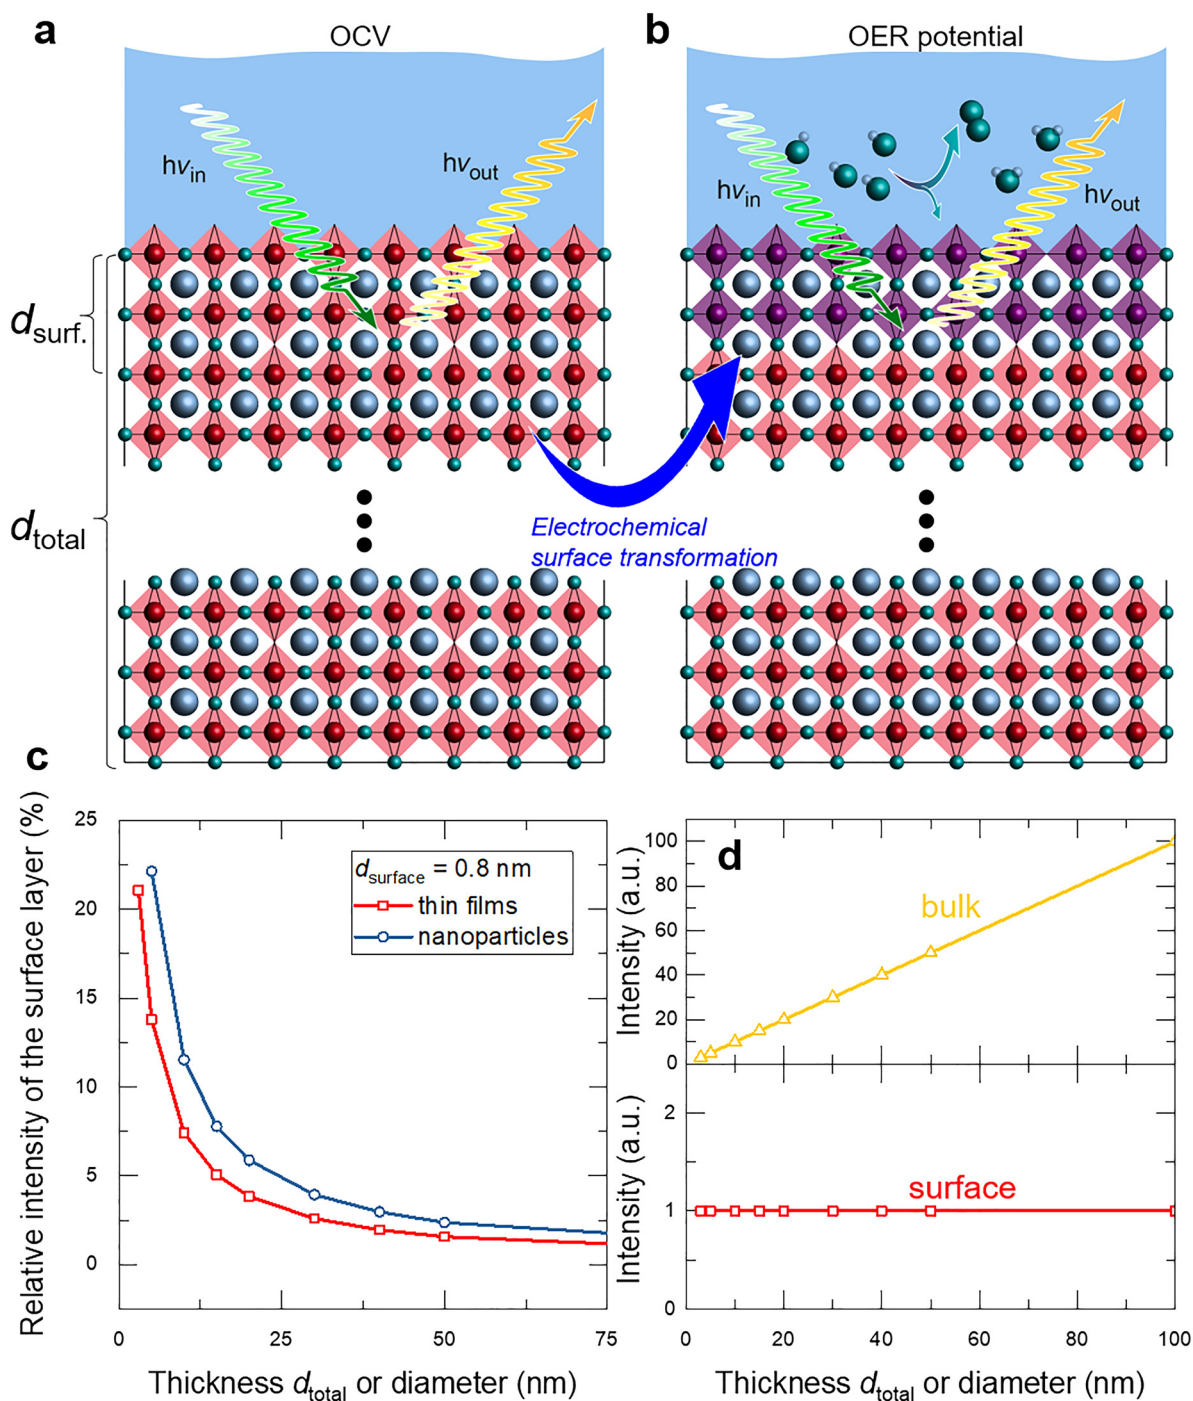 a
OCV
b
OER potential
hνin
hνout
hνin
hνout
dsurf.
dtotal
Electrochemical
surface transformation
c
Relative intensity of the surface layer (%)
25
20
15
10
5
0
dsurface = 0.8 nm
thin films
nanoparticles
0
25
50
75
Thickness dtotal or diameter (nm)
d
Intensity (a.u.)
100
80
60
40
20
0
bulk
Intensity (a.u.)
2
1
0
surface
0
20
40
60
80
100
Thickness dtotal or diameter (nm)